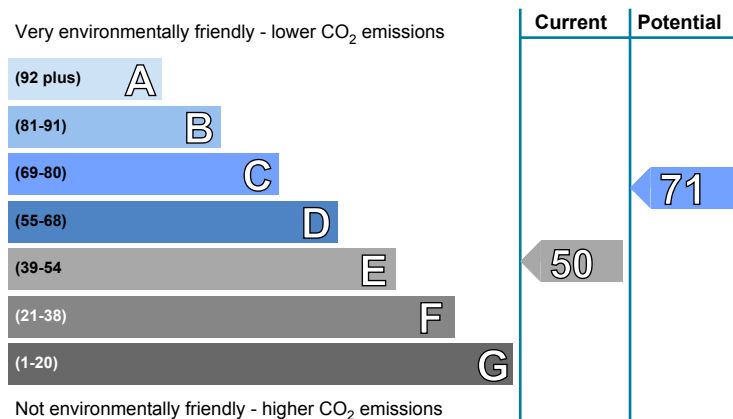 Current Potential
Very environmentally friendly - lower CO₂ emissions
(92 plus) A
(81-91) B
(69-80) C
71
(55-68) D
(39-54 E
50
(21-38) F
(1-20) G
Not environmentally friendly - higher CO₂ emissions